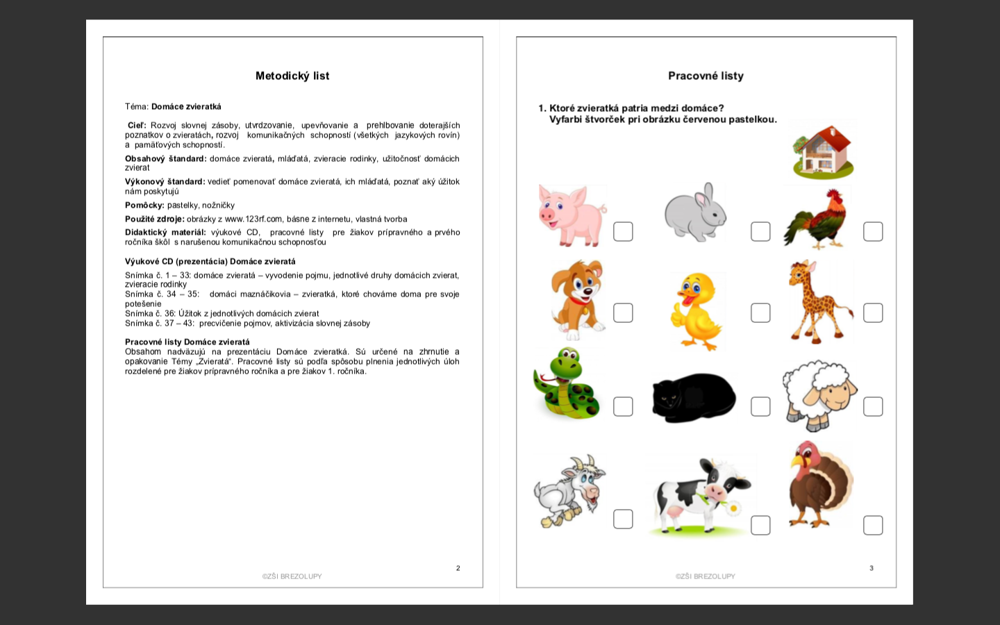 Metodický list
Téma: Domáce zvieratká
Cieľ: Rozvoj slovnej zásoby, utvrdzovanie, upevňovanie a prehlbovanie doterajších
poznatkov o zvieratách, rozvoj komunikačných schopností (všetkých jazykových rovín)
a pamäťových schopností.
Obsahový štandard: domáce zvieratá, mláďatá, zvieracie rodinky, užitočnosť domácich
zvierat
Výkonový štandard: vedieť pomenovať domáce zvieratá, ich mláďatá, poznať aký úžitok
nám poskytujú
Pomôcky: pastelky, nožničky
Použité zdroje: obrázky z www.123rf.com, básne z internetu, vlastná tvorba
Didaktický materiál: výukové CD, pracovné listy pre žiakov prípravného a prvého
ročníka škôl s narušenou komunikačnou schopnosťou
Výukové CD (prezentácia) Domáce zvieratá
Snímka č. 1 – 33: domáce zvieratá – vyvodenie pojmu, jednotlivé druhy domácich zvierat,
zvieracie rodinky
Snímka č. 34 – 35: domáci maznáčikovia – zvieratká, ktoré chováme doma pre svoje
potešenie
Snímka č. 36: Úžitok z jednotlivých domácich zvierat
Snímka č. 37 – 43: precvičenie pojmov, aktivizácia slovnej zásoby
Pracovné listy Domáce zvieratá
Obsahom nadväzujú na prezentáciu Domáce zvieratká. Sú určené na zhrnutie a
opakovanie Témy „Zvieratá“. Pracovné listy sú podľa spôsobu plnenia jednotlivých úloh
rozdelené pre žiakov prípravného ročníka a pre žiakov 1. ročníka.
2
©ZŠI BREZOLUPY
Pracovné listy
1. Ktoré zvieratká patria medzi domáce?
Vyfarbi štvorček pri obrázku červenou pastelkou.
3
©ZŠI BREZOLUPY